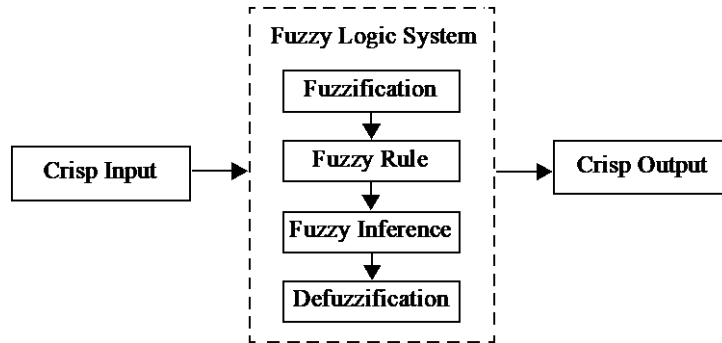 Fuzzy Logic System
Fuzzification
Crisp Input
Fuzzy Rule
Crisp Output
Fuzzy Inference
Defuzzification